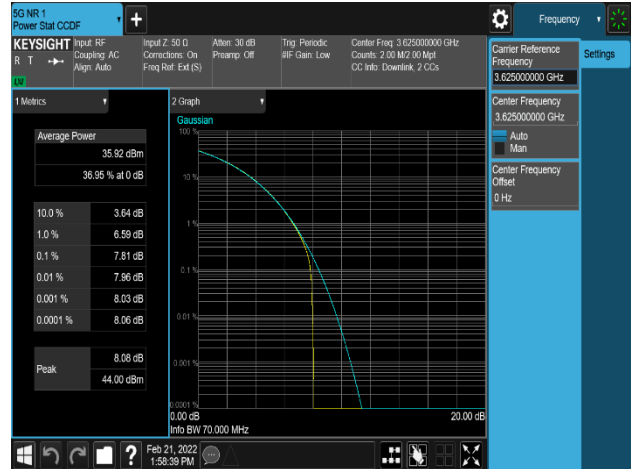 5G NR 1
Power Stat CCDF
Frequency
KEYSIGHT
R T
LXI
Input: RF
Coupling: AC
Align: Auto
Input Z: 50 Ω
Corrections: On
Freq Ref: Ext (S)
Atten: 30 dB
Preamp: Off
Trig: Periodic
#IF Gain: Low
Center Freq: 3.625000000 GHz
Counts: 2.00 M/2.00 Mpt
CC Info: Downlink, 2 CCs
Carrier Reference
Frequency
3.625000000 GHz
Settings
Center Frequency
3.625000000 GHz
Auto
Man
Center Frequency
Offset
0 Hz
1 Metrics
Average Power
35.92 dBm
36.95 % at 0 dB
10.0 % 3.64 dB
1.0 % 6.59 dB
0.1 % 7.81 dB
0.01 % 7.96 dB
0.001 % 8.03 dB
0.0001 % 8.06 dB
Peak
8.08 dB
44.00 dBm
2 Graph
Gaussian
100 %
10 %
1 %
0.1 %
0.01 %
0.001 %
0.0001 %
0.00 dB 20.00 dB
Info BW 70.000 MHz
?
Feb 21, 2022
1:58:39 PM